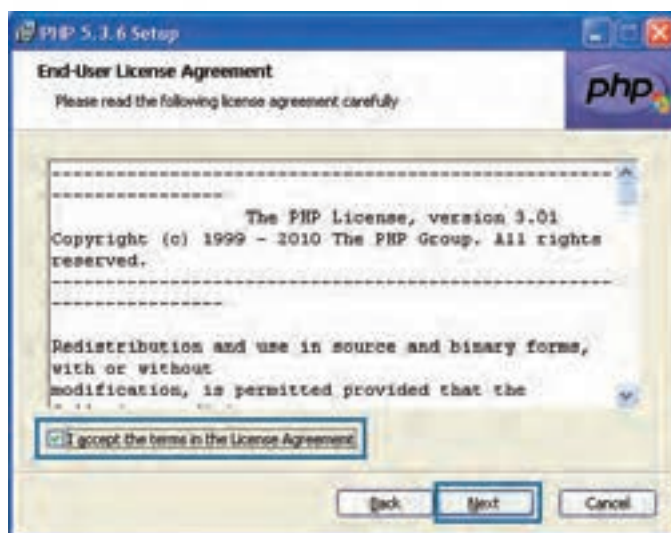 PHP 5.3.6 Setup
End-User License Agreement
Please read the following license agreement carefully
php
------------------------------------------------------------
------------------
The PHP License, version 3.01
Copyright (c) 1999 - 2010 The PHP Group. All rights
reserved.
------------------------------------------------------------
------------------
Redistribution and use in source and binary forms,
with or without
modification, is permitted provided that the
I accept the terms in the License Agreement
Back Next Cancel